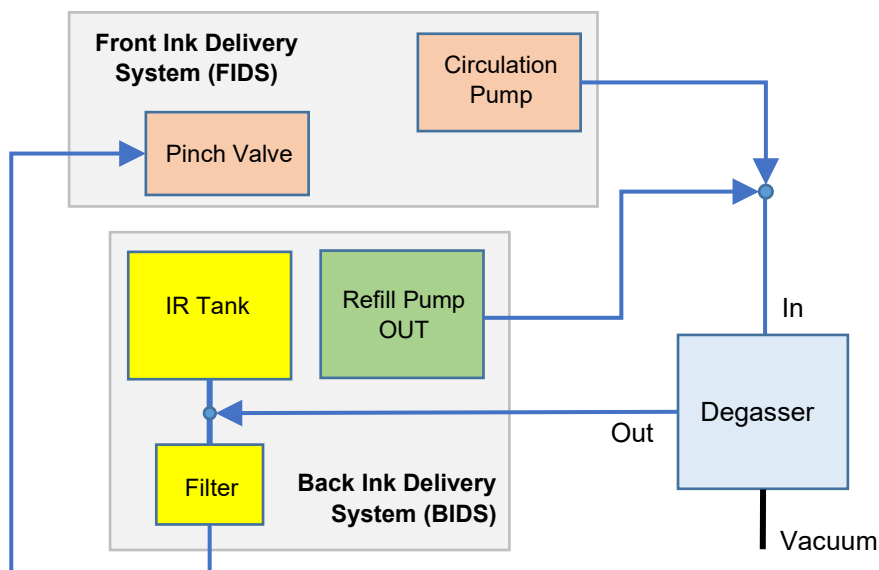 Front Ink Delivery
System (FIDS)
Circulation
Pump
Pinch Valve
IR Tank
Refill Pump
OUT
In
Degasser
Out
Filter
Back Ink Delivery
System (BIDS)
Vacuum